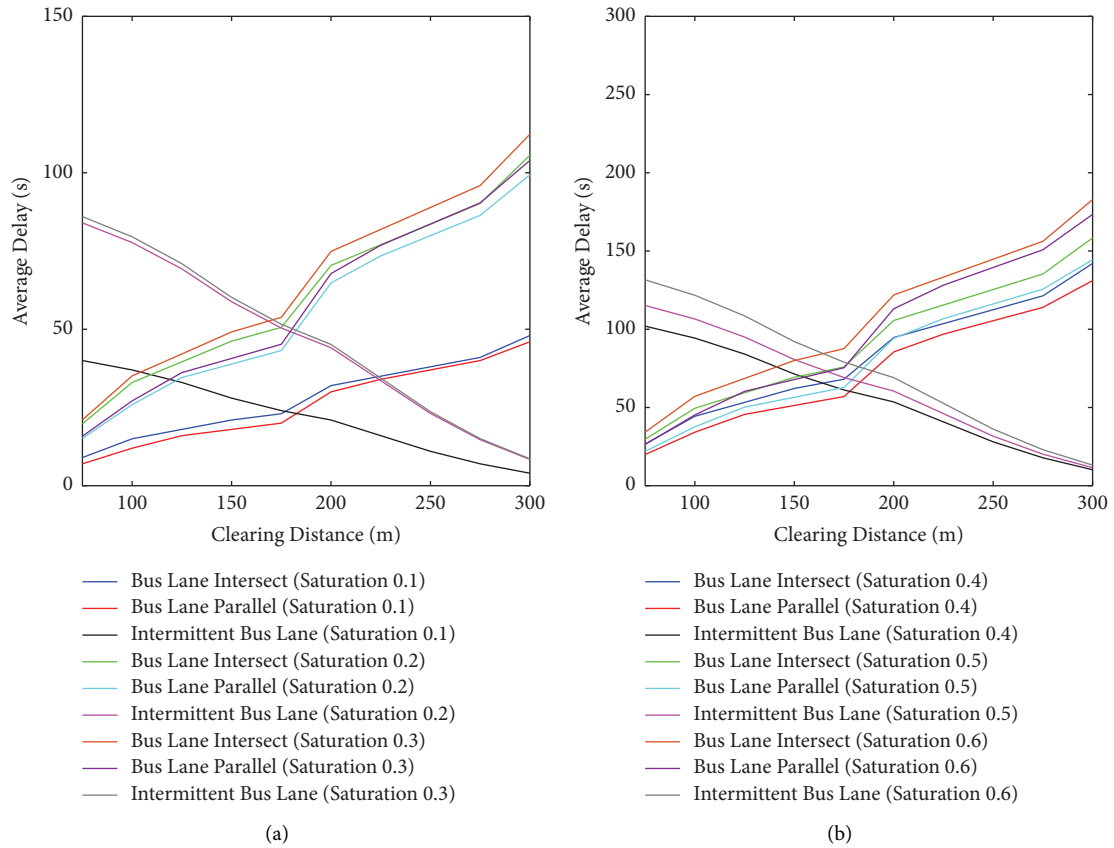 150
100
50
0
Average Delay (s)
100
150
200
250
300
Clearing Distance (m)
Bus Lane Intersect (Saturation 0.1)
Bus Lane Parallel (Saturation 0.1)
Intermittent Bus Lane (Saturation 0.1)
Bus Lane Intersect (Saturation 0.2)
Bus Lane Parallel (Saturation 0.2)
Intermittent Bus Lane (Saturation 0.2)
Bus Lane Intersect (Saturation 0.3)
Bus Lane Parallel (Saturation 0.3)
Intermittent Bus Lane (Saturation 0.3)
(a)
300
250
200
150
100
50
0
Average Delay (s)
100
150
200
250
300
Clearing Distance (m)
Bus Lane Intersect (Saturation 0.4)
Bus Lane Parallel (Saturation 0.4)
Intermittent Bus Lane (Saturation 0.4)
Bus Lane Intersect (Saturation 0.5)
Bus Lane Parallel (Saturation 0.5)
Intermittent Bus Lane (Saturation 0.5)
Bus Lane Intersect (Saturation 0.6)
Bus Lane Parallel (Saturation 0.6)
Intermittent Bus Lane (Saturation 0.6)
(b)